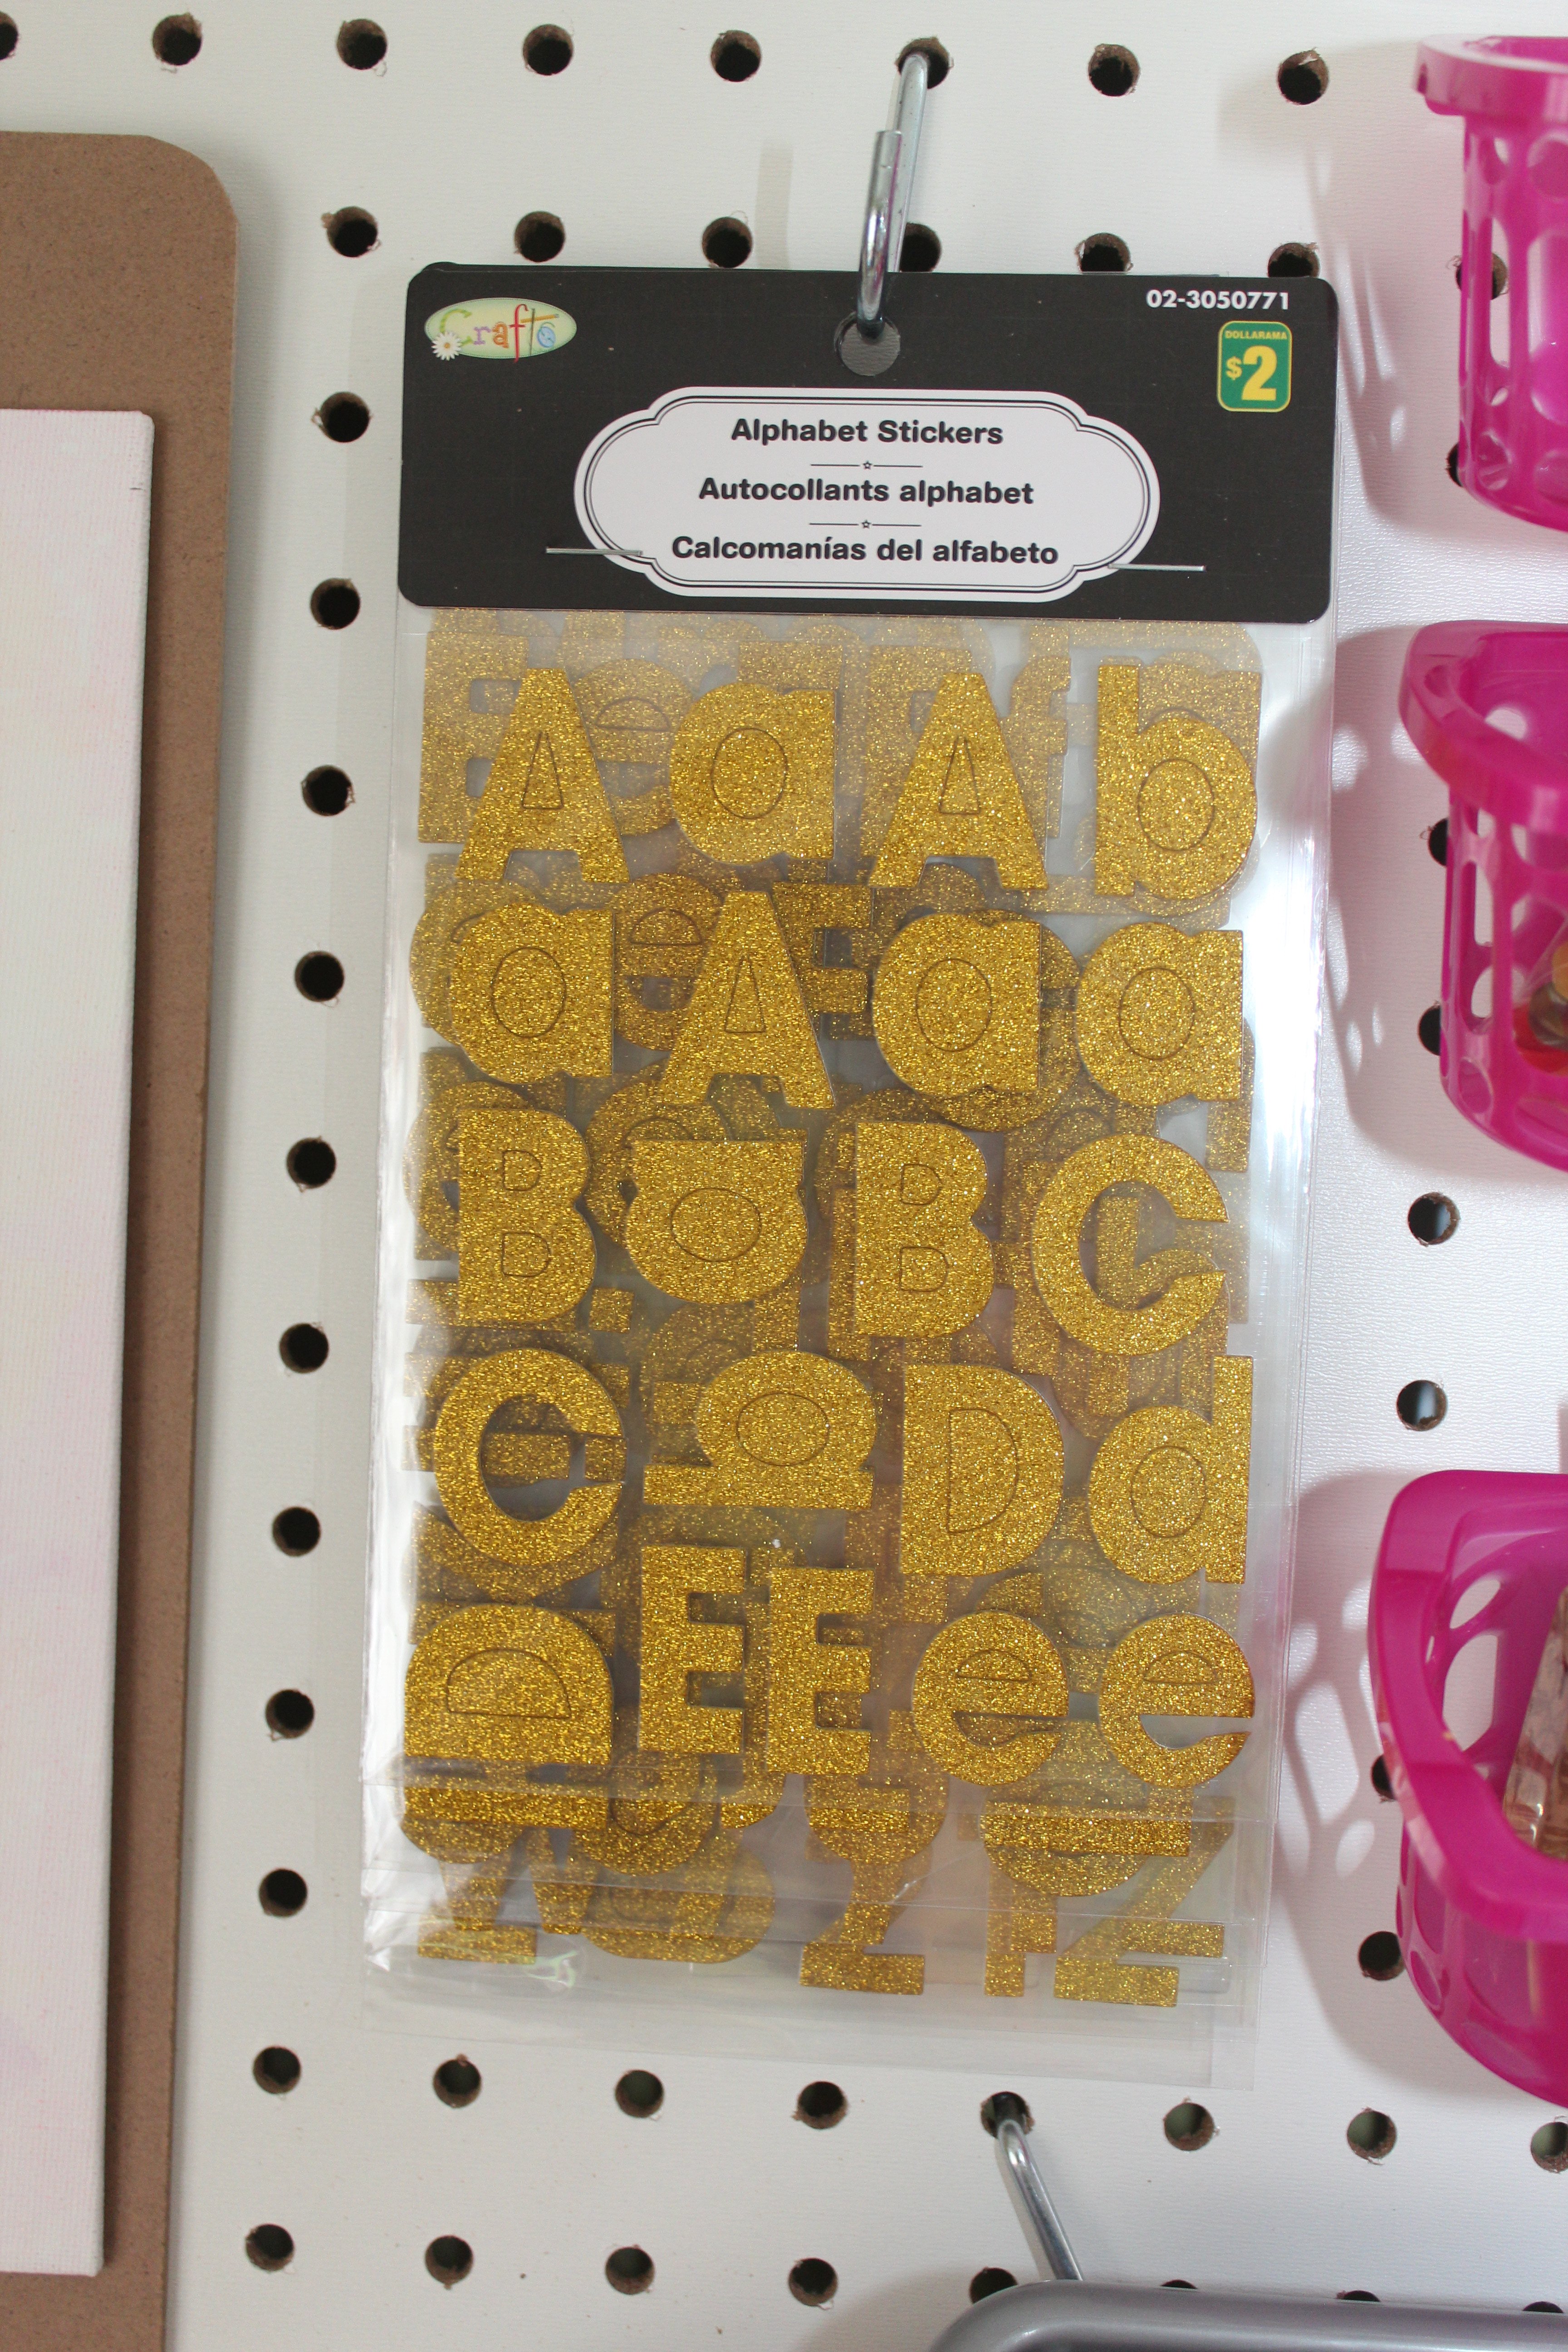 Crafts
02-3050771
DOLLARAMA
$2
Alphabet Stickers
Autocollants alphabet
Calcomanías del alfabeto
A a A b
a A a a
B a B C
C a D d
D E E e e